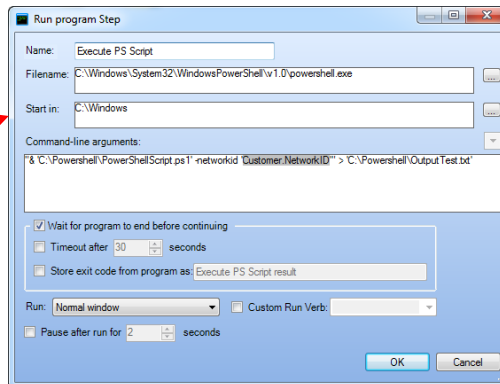 Run program Step
Name: Execute PS Script
Filename: C:\Windows\System32\WindowsPowerShell\v1.0\powershell.exe
...
Start in: C:\Windows
...
Command-line arguments:
"& 'C:\Powershell\PowerShellScript.ps1' -networkid 'Customer.NetworkID'" > 'C:\Powershell\OutputTest.txt'
Wait for program to end before continuing
Timeout after 30 seconds
Store exit code from program as: Execute PS Script result
Run: Normal window Custom Run Verb:
Pause after run for 2 seconds
OK Cancel